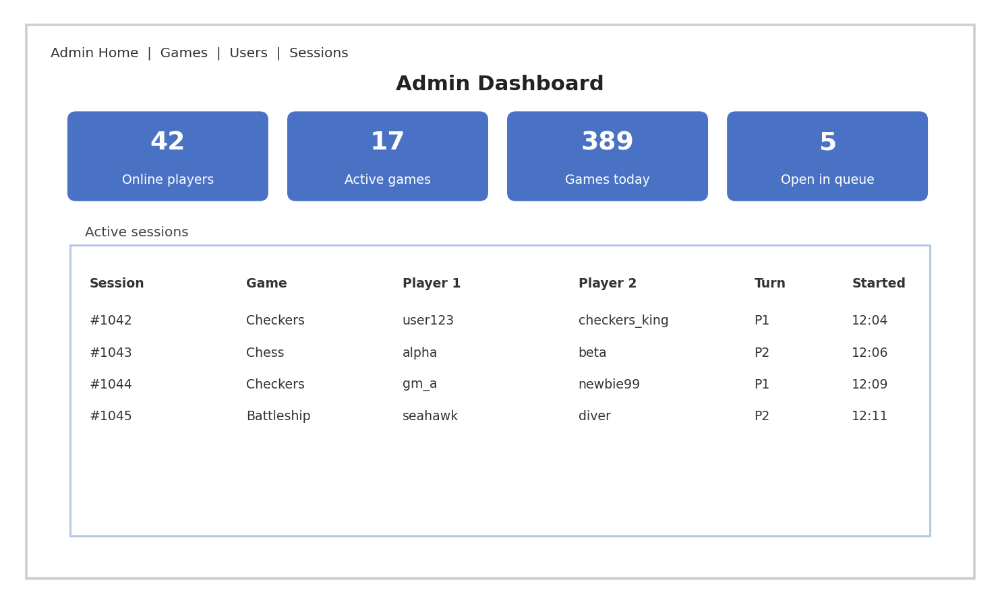 Admin Home | Games | Users | Sessions
Admin Dashboard
42
Online players
17
Active games
389
Games today
5
Open in queue
Active sessions
Session Game Player 1 Player 2 Turn Started
#1042 Checkers user123 checkers_king P1 12:04
#1043 Chess alpha beta P2 12:06
#1044 Checkers gm_a newbie99 P1 12:09
#1045 Battleship seahawk diver P2 12:11